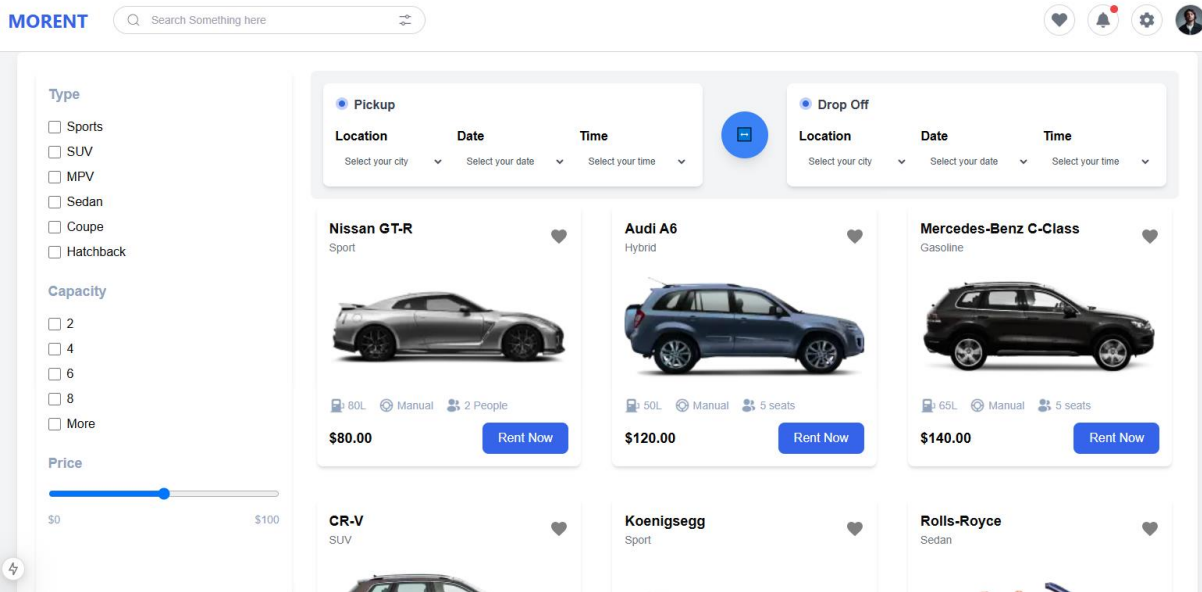 MORENT
Search Something here
Type
Sports
SUV
MPV
Sedan
Coupe
Hatchback
Capacity
2
4
6
8
More
Price
$0 $100
Pickup
Location Date Time
Select your city Select your date Select your time
Drop Off
Location Date Time
Select your city Select your date Select your time
Nissan GT-R
Sport
80L Manual 2 People
$80.00 Rent Now
Audi A6
Hybrid
50L Manual 5 seats
$120.00 Rent Now
Mercedes-Benz C-Class
Gasoline
65L Manual 5 seats
$140.00 Rent Now
CR-V
SUV
Koenigsegg
Sport
Rolls-Royce
Sedan